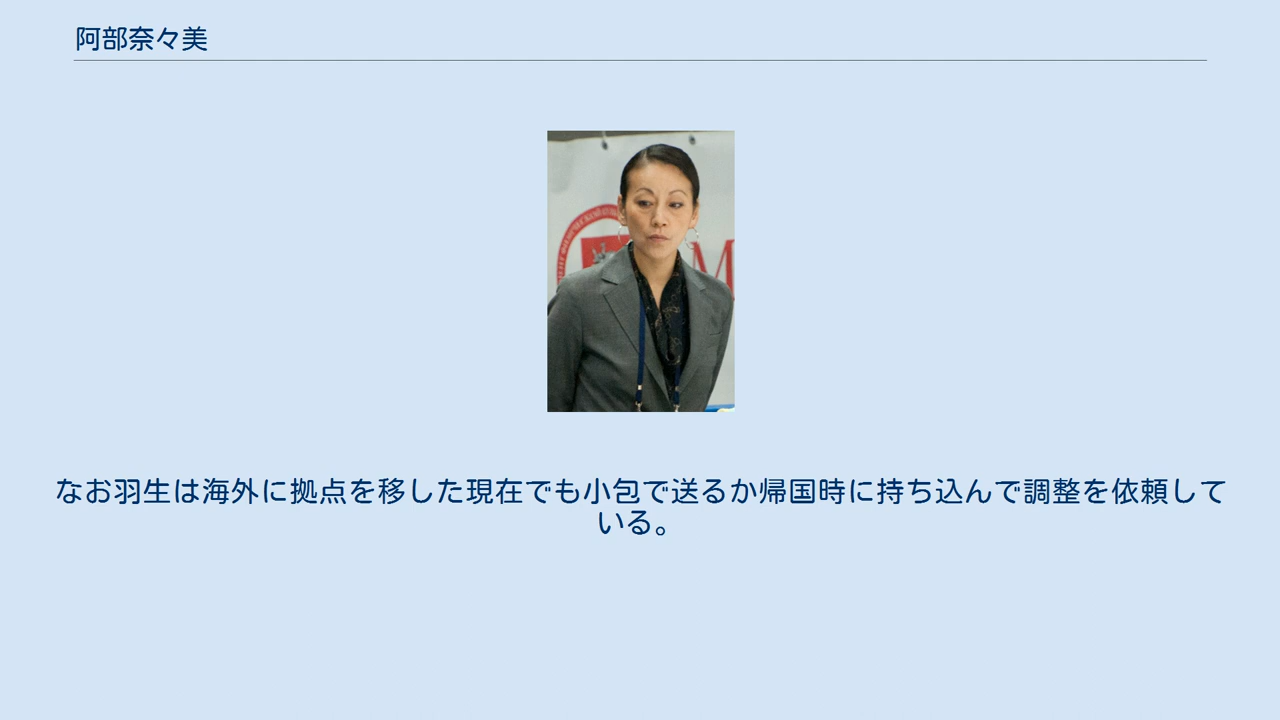 阿部奈々美
M
なお羽生は海外に拠点を移した現在でも小包で送るか帰国時に持ち込んで調整を依頼して
いる。